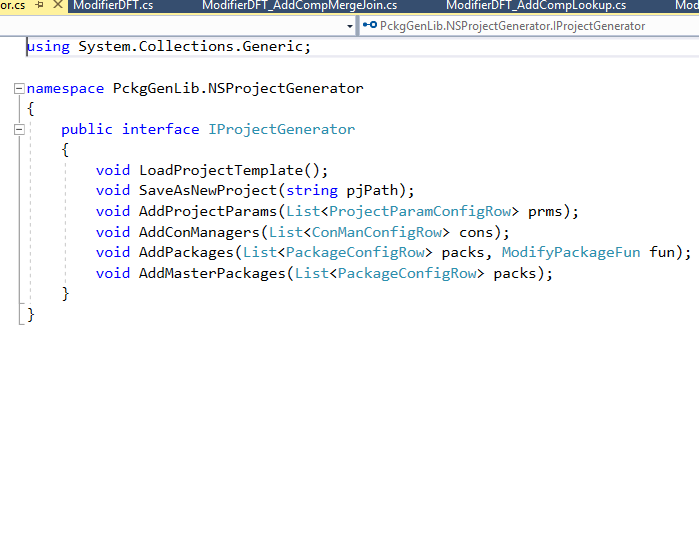 or.cs ModifierDFT.cs ModifierDFT_AddCompMergeJoin.cs ModifierDFT_AddCompLookup.cs Mo
PckgGenLib.NSProjectGenerator.IProjectGenerator
using System.Collections.Generic;
namespace PckgGenLib.NSProjectGenerator
{
public interface IProjectGenerator
{
void LoadProjectTemplate();
void SaveAsNewProject(string pjPath);
void AddProjectParams(List<ProjectParamConfigRow> prms);
void AddConManagers(List<ConManConfigRow> cons);
void AddPackages(List<PackageConfigRow> packs, ModifyPackageFun fun);
void AddMasterPackages(List<PackageConfigRow> packs);
}
}